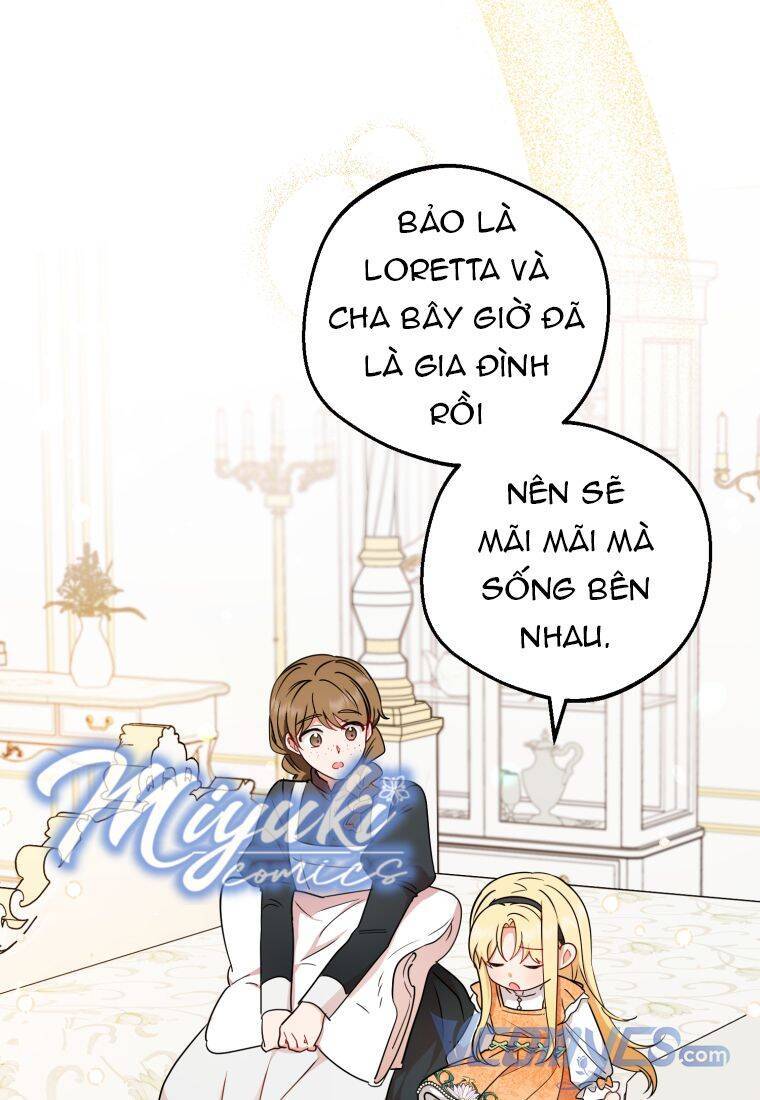 BẢO LÀ
LORETTA VÀ
CHA BÂY GIỜ ĐÃ
LÀ GIA ĐÌNH
RỒI
NÊN SẼ
MÃI MÃI MÀ
SỐNG BÊN
NHAU.
Miyuki
comics